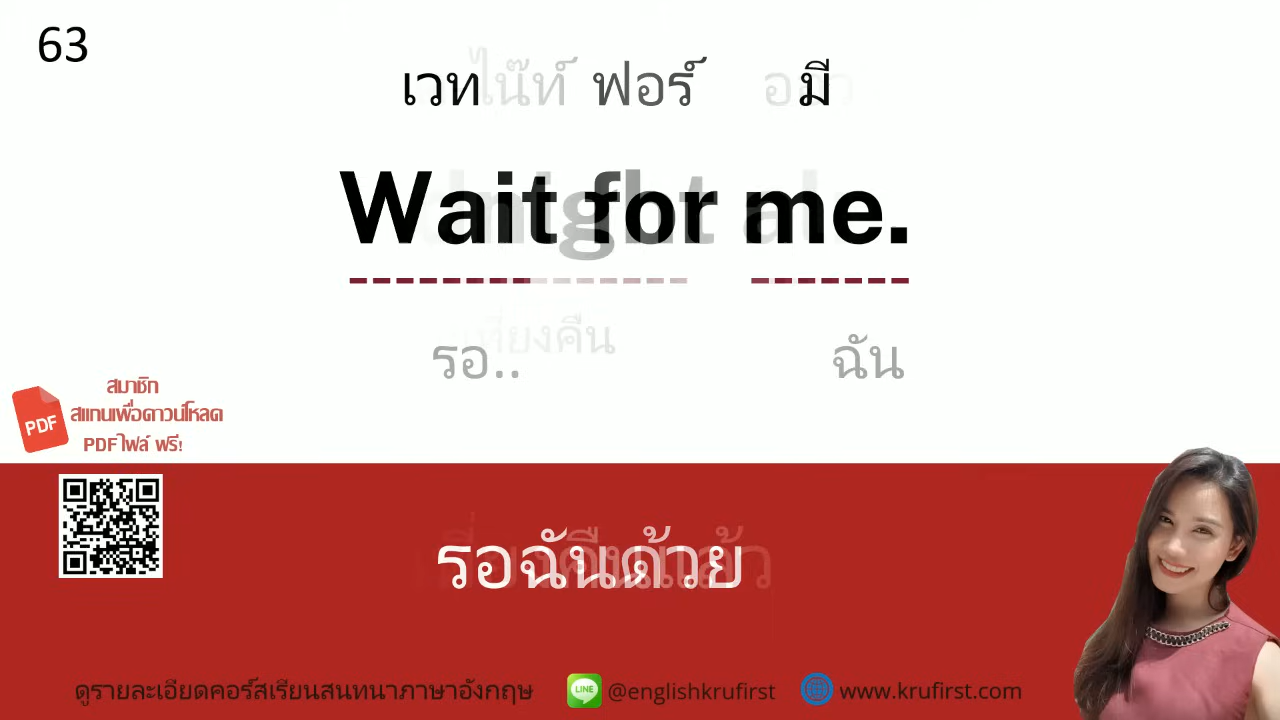 63
เวท ฟอร์ มี
Wait for me.
รอ.. ฉัน
สมาชิก
สแกนเพื่อดาวน์โหลด
PDF ไฟล์ ฟรี!
PDF
รอฉันด้วย
ดูรายละเอียดคอร์สเรียนสนทนาภาษาอังกฤษ LINE @englishkrufirst www.krufirst.com